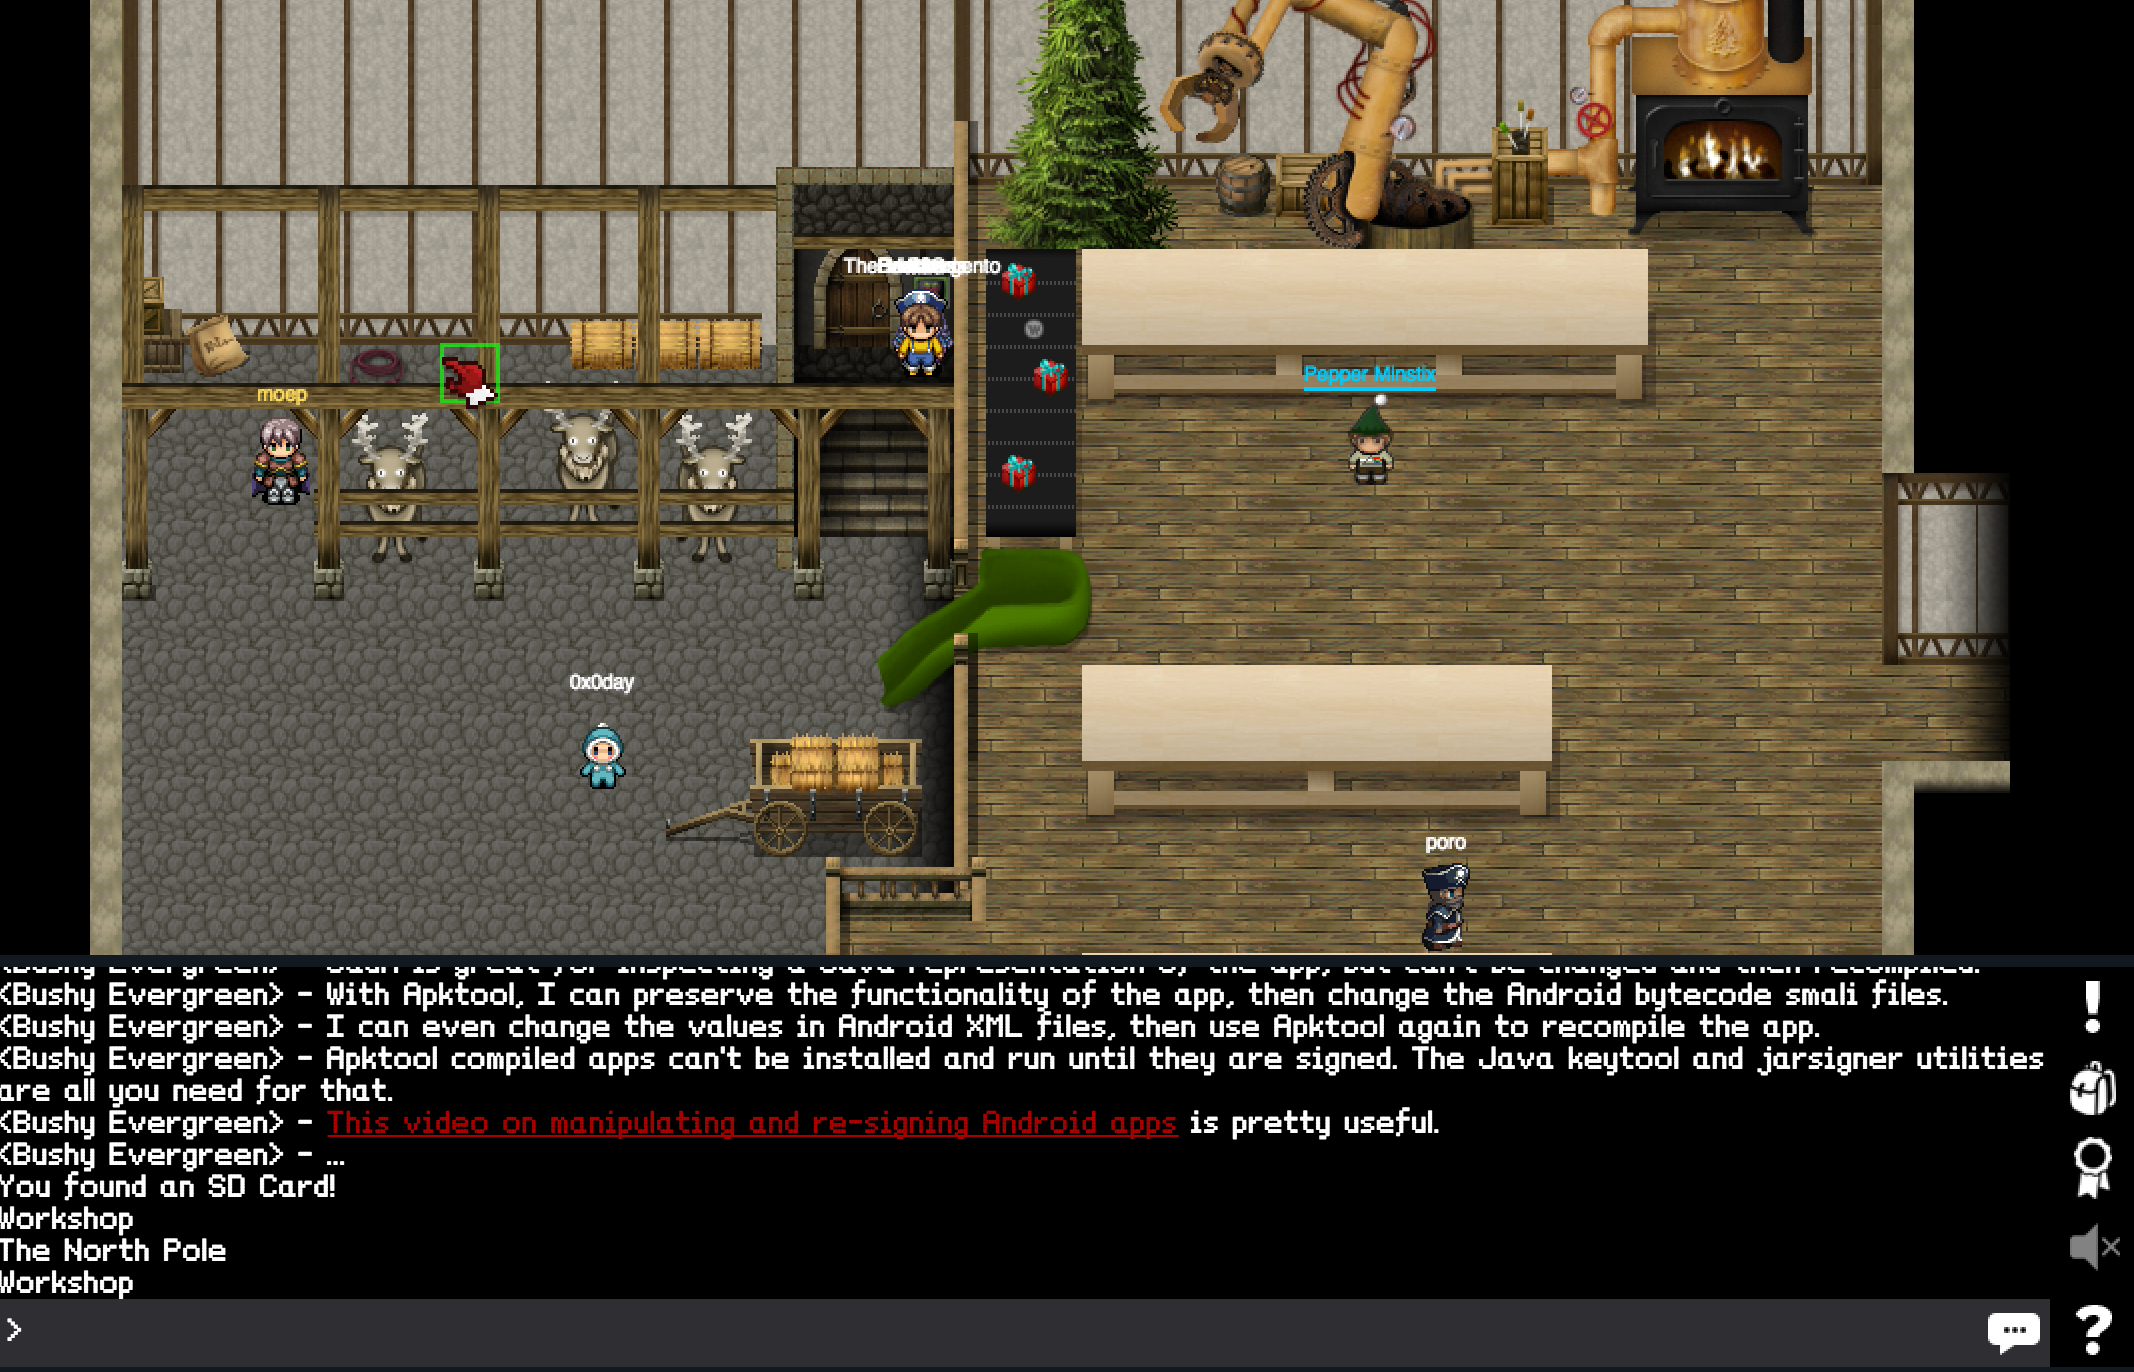 moep
Pepper Minstix
0x0day
poro
<Bushy Evergreen> - With Apktool, I can preserve the functionality of the app, then change the Android bytecode smali files.
<Bushy Evergreen> - I can even change the values in Android XML files, then use Apktool again to recompile the app.
<Bushy Evergreen> - Apktool compiled apps can't be installed and run until they are signed. The Java keytool and jarsigner utilities
are all you need for that.
<Bushy Evergreen> - This video on manipulating and re-signing Android apps is pretty useful.
<Bushy Evergreen> - ...
You found an SD Card!
Workshop
The North Pole
Workshop
>